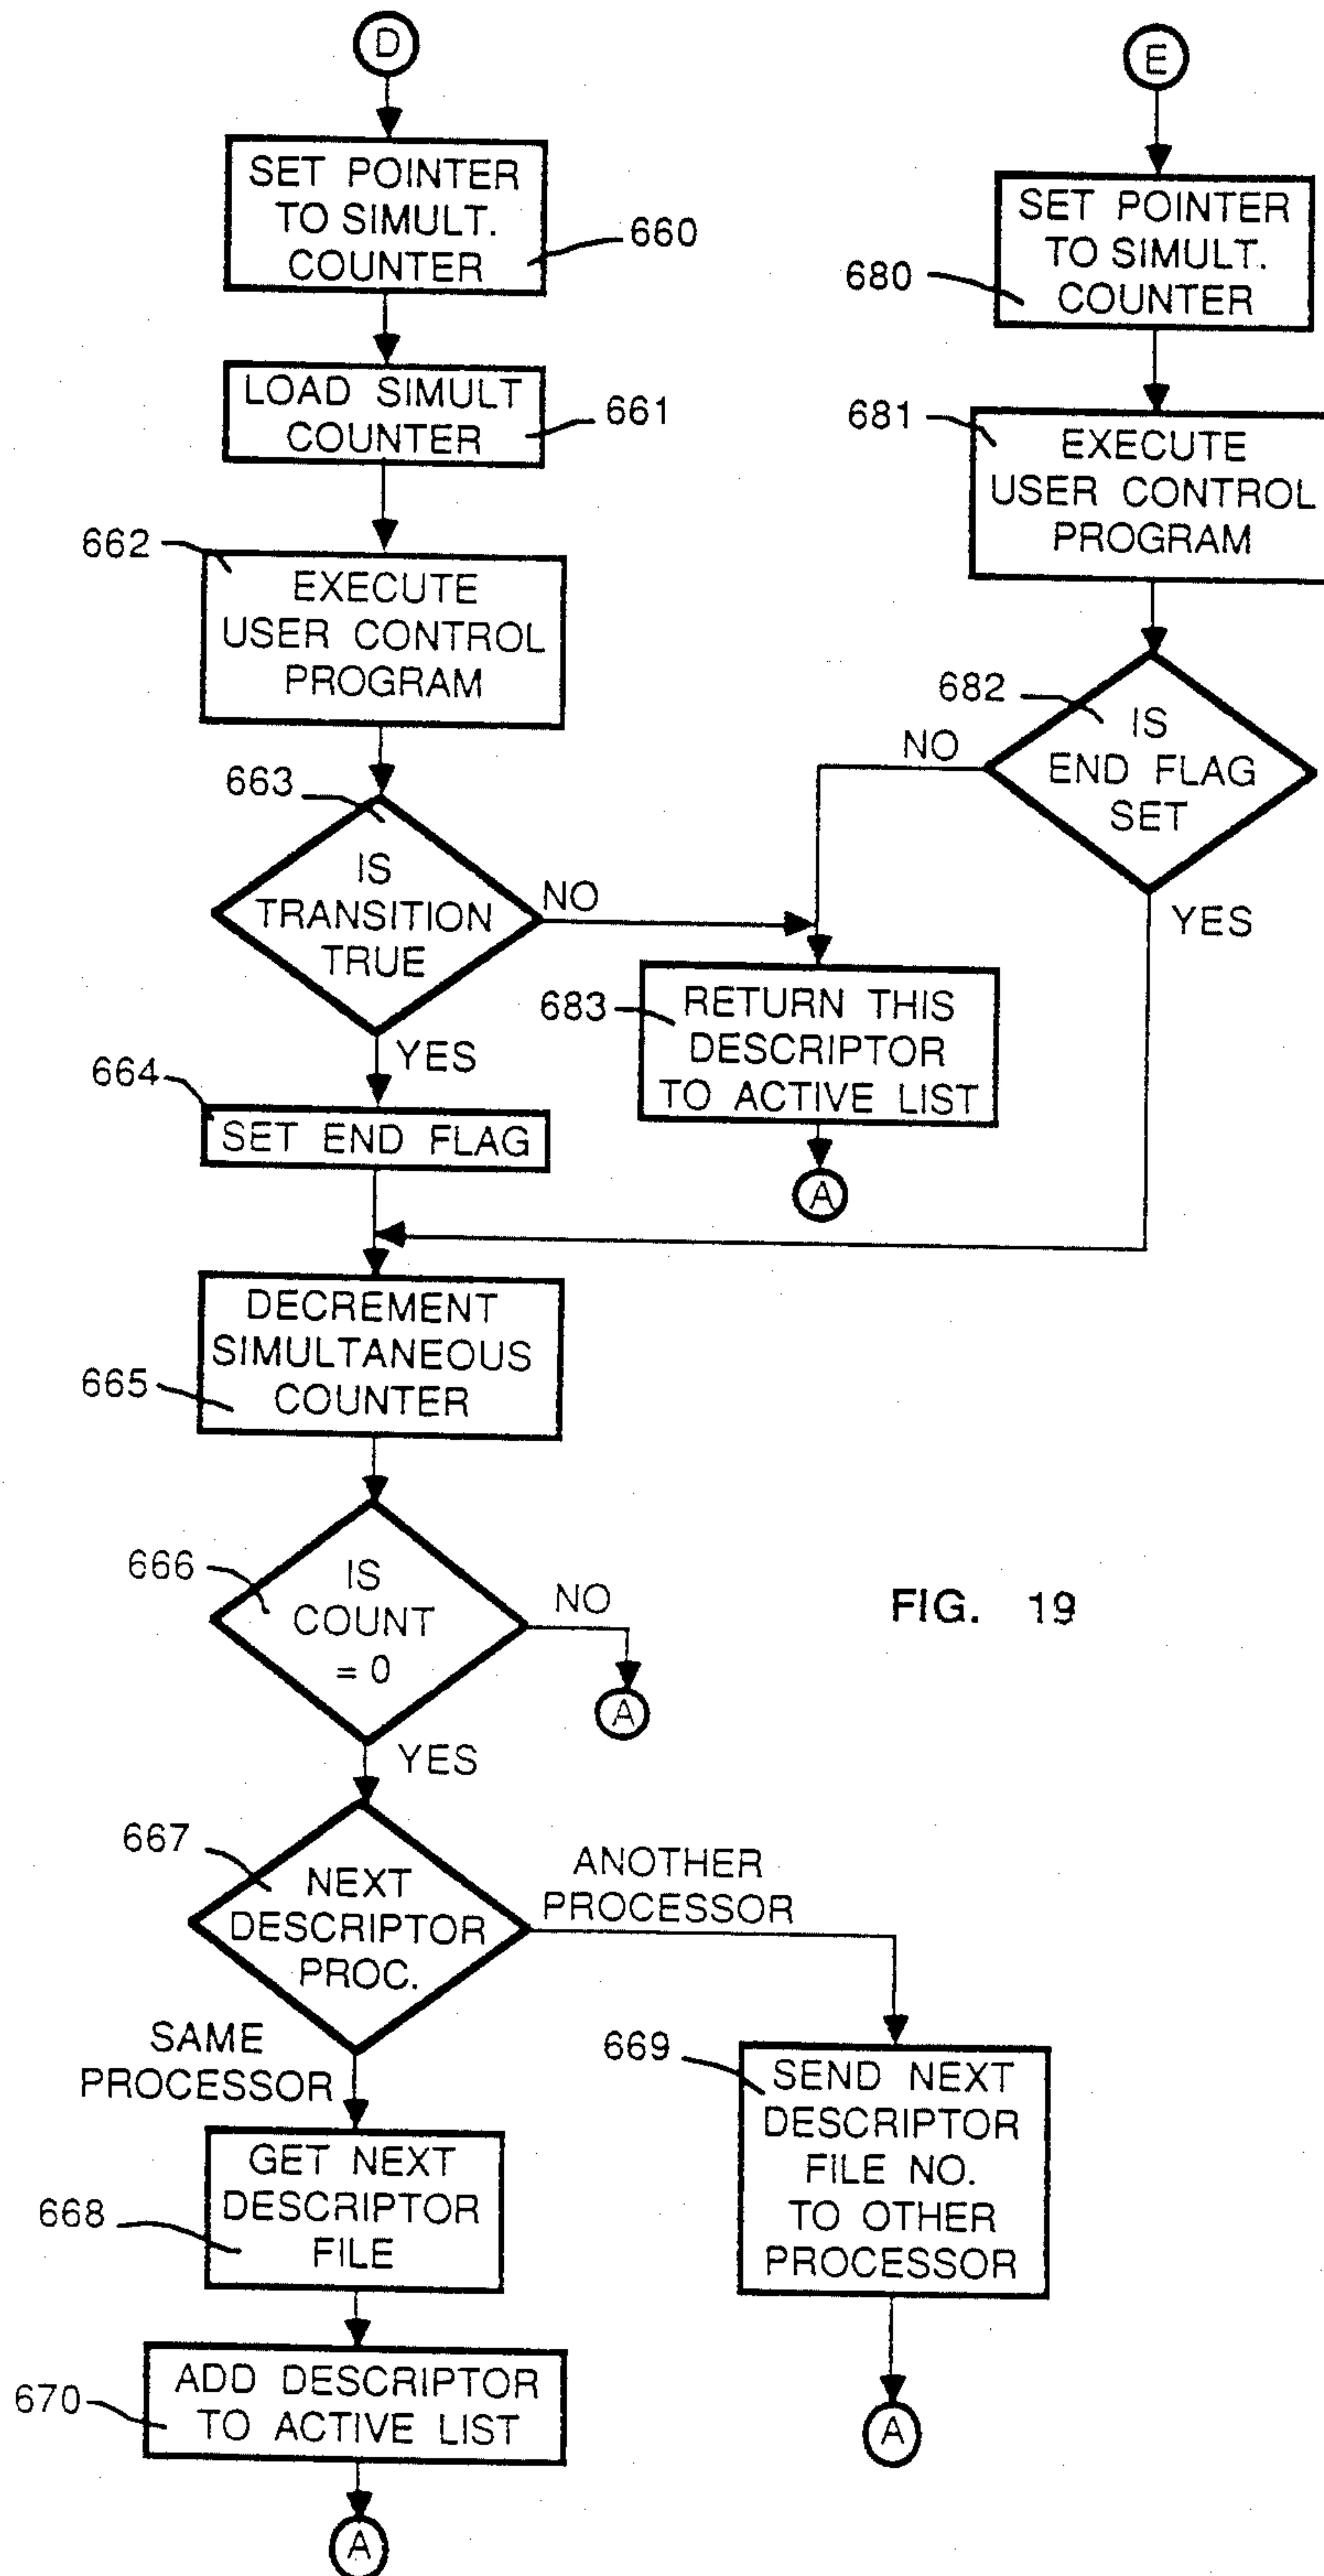 D
SET POINTER
TO SIMULT.
COUNTER
660
LOAD SIMULT
COUNTER
661
662
EXECUTE
USER CONTROL
PROGRAM
663
IS
TRANSITION
TRUE
NO
YES
664
SET END FLAG
E
SET POINTER
TO SIMULT.
COUNTER
680
681
EXECUTE
USER CONTROL
PROGRAM
682
IS
END FLAG
SET
NO
YES
683
RETURN THIS
DESCRIPTOR
TO ACTIVE LIST
A
DECREMENT
SIMULTANEOUS
COUNTER
665
666
IS
COUNT
= 0
NO
A
YES
FIG. 19
667
NEXT
DESCRIPTOR
PROC.
ANOTHER
PROCESSOR
SAME
PROCESSOR
669
SEND NEXT
DESCRIPTOR
FILE NO.
TO OTHER
PROCESSOR
A
GET NEXT
DESCRIPTOR
FILE
668
ADD DESCRIPTOR
TO ACTIVE LIST
670
A